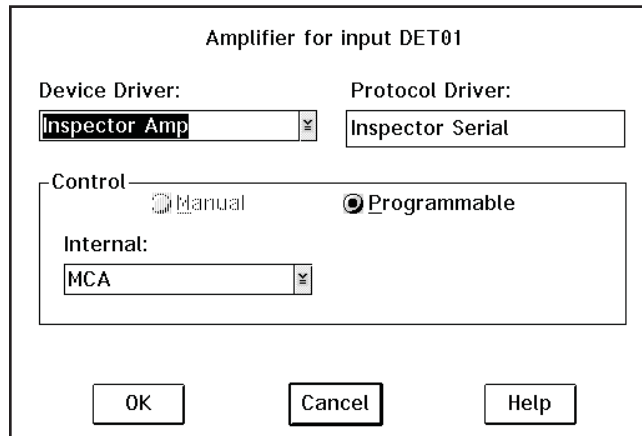 Amplifier for input DET01
Device Driver: Protocol Driver:
Inspector Amp Inspector Serial
Control
Manual Programmable
Internal:
MCA
OK Cancel Help